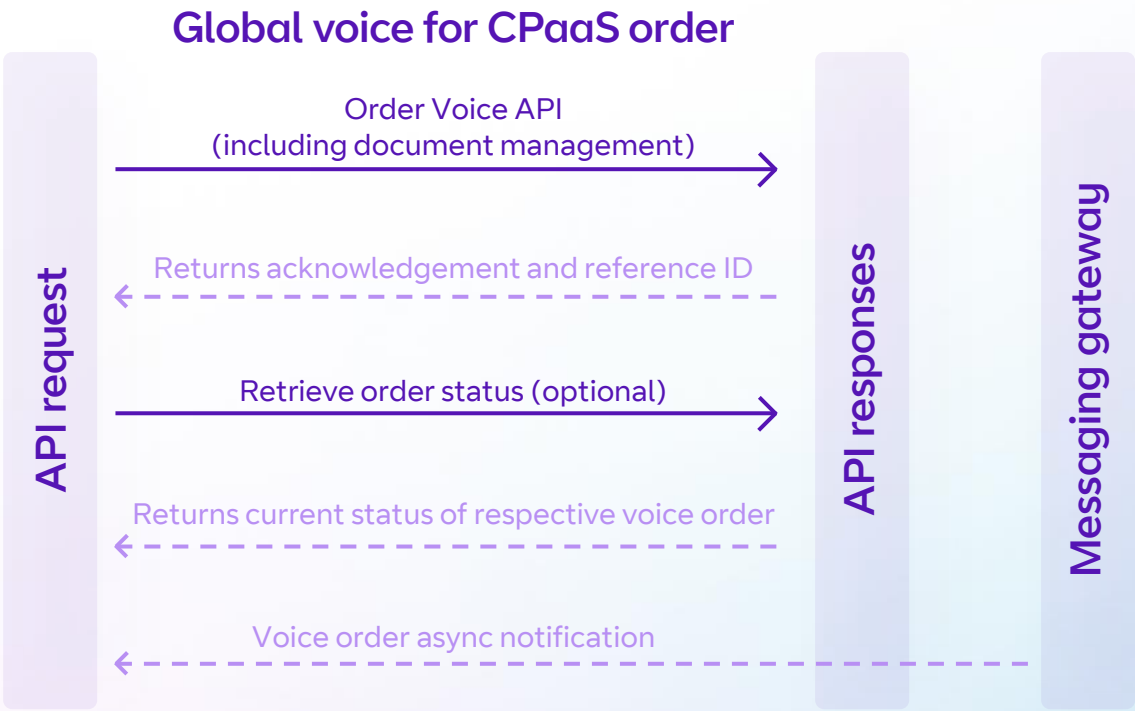 Global voice for CPaaS order
Order Voice API
(including document management)
Returns acknowledgement and reference ID
Retrieve order status (optional)
Returns current status of respective voice order
Voice order async notification
API request
API responses
Messaging gateway